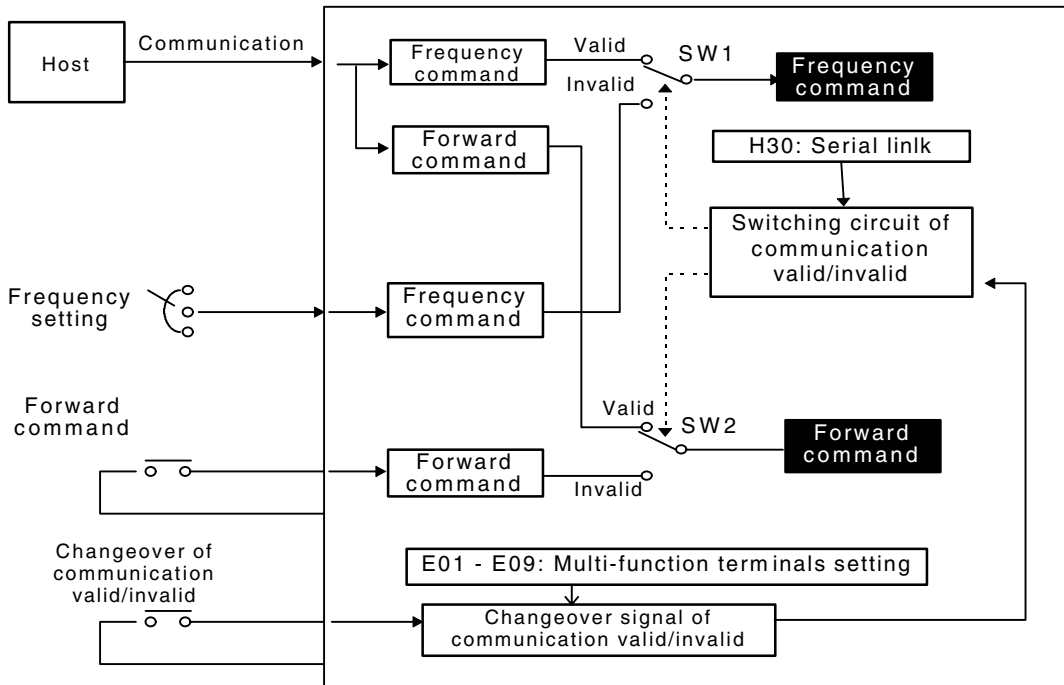 Host
Communication
Frequency
command
Valid
SW1
Frequency
command
Invalid
Forward
command
H30: Serial linlk
Switching circuit of
communication
valid/invalid
Frequency
setting
Frequency
command
Forward
command
Valid
SW2
Forward
command
Forward
command
Invalid
Changeover of
communication
valid/invalid
E01 - E09: Multi-function terminals setting
Changeover signal of
communication valid/invalid